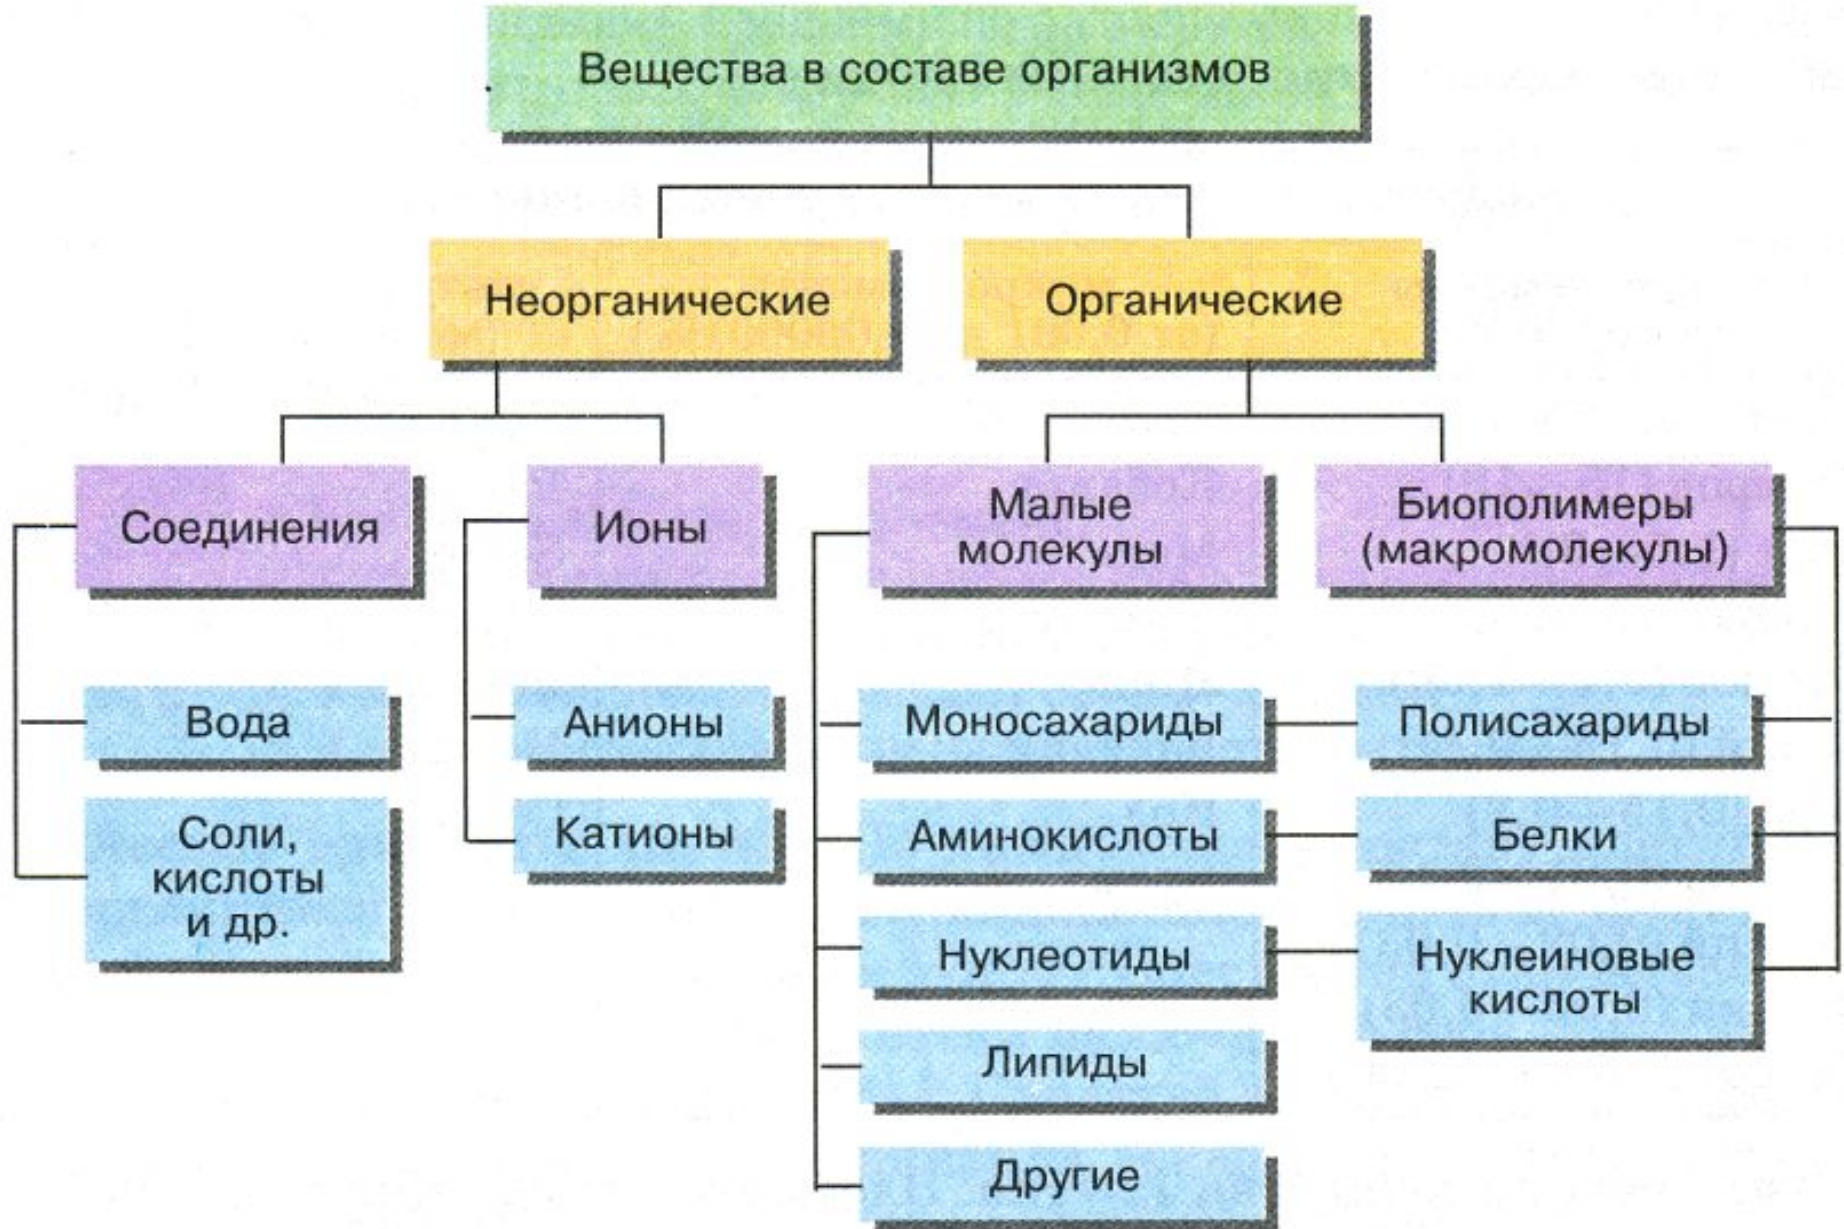 Вещества в составе организмов
Неорганические
Органические
Соединения
Ионы
Малые
молекулы
Биополимеры
(макромолекулы)
Вода
Анионы
Моносахариды
Полисахариды
Соли,
кислоты
и др.
Катионы
Аминокислоты
Белки
Нуклеотиды
Нуклеиновые
кислоты
Липиды
Другие